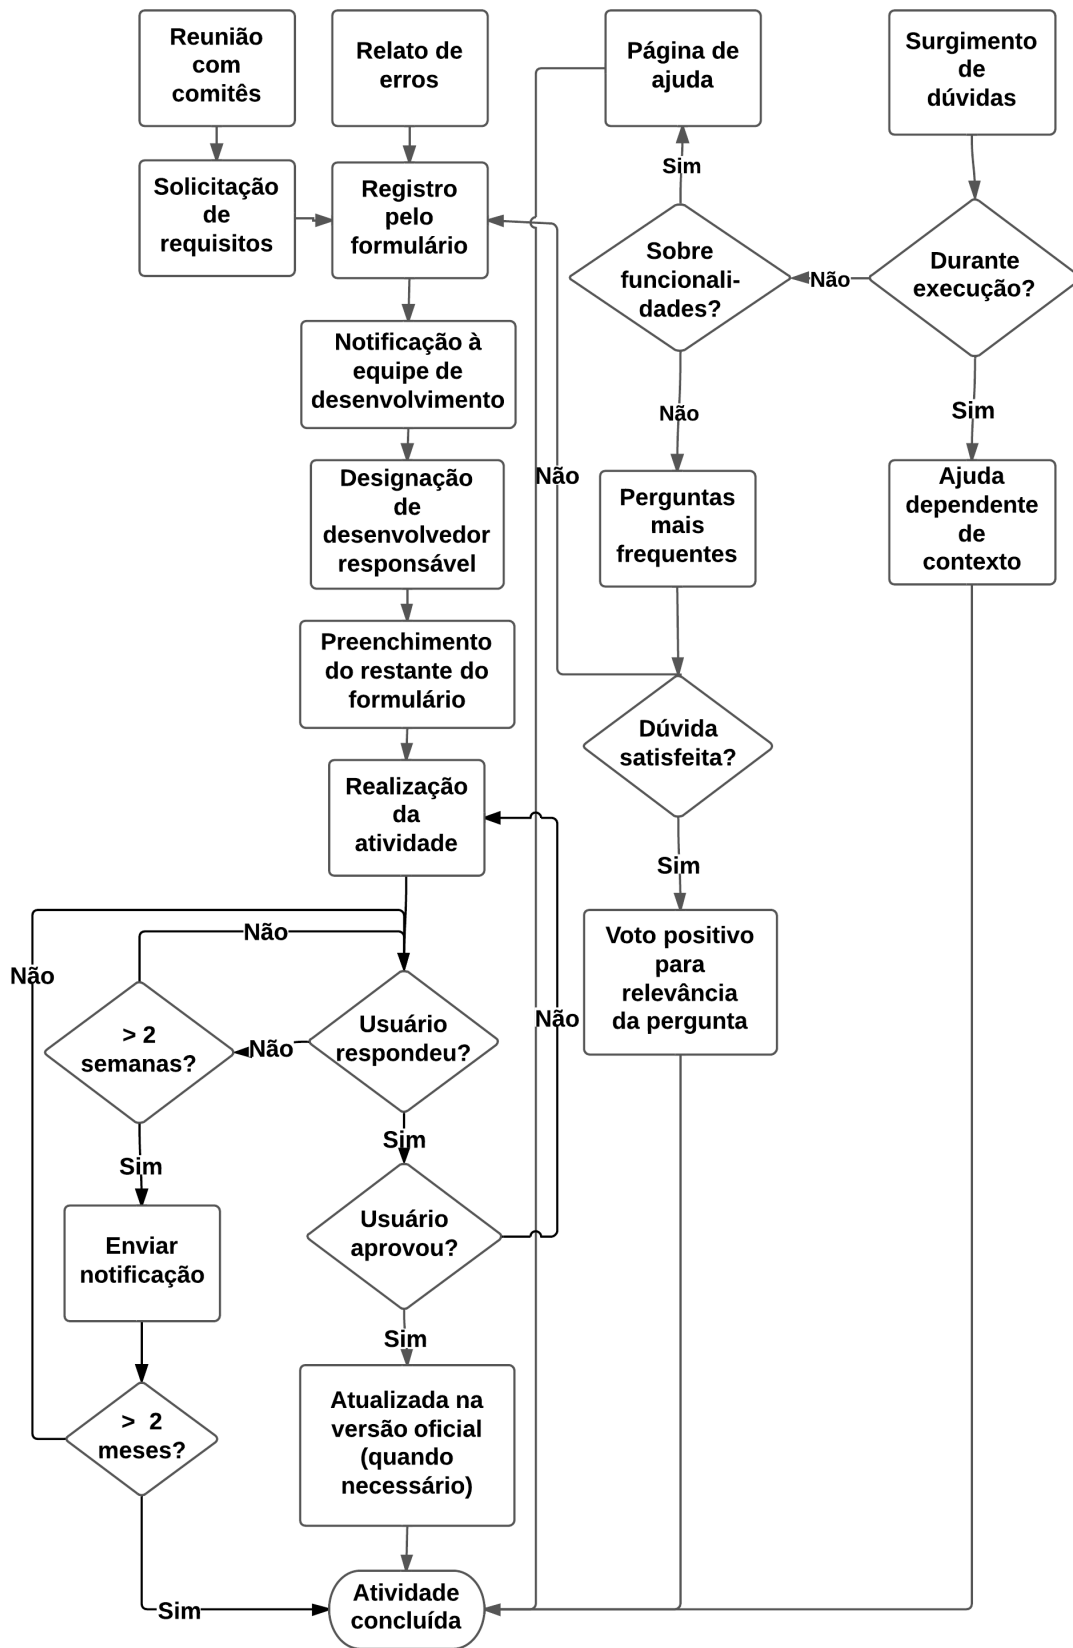 Reunião
com
comitês
Relato de
erros
Página de
ajuda
Surgimento
de
dúvidas
Sim
Solicitação
de
requisitos
Registro
pelo
formulário
Sobre
funcionali-
dades?
Não
Durante
execução?
Notificação à
equipe de
desenvolvimento
Não
Sim
Designação
de
desenvolvedor
responsável
Não
Perguntas
mais
frequentes
Ajuda
dependente
de
contexto
Preenchimento
do restante do
formulário
Dúvida
satisfeita?
Realização
da
atividade
Sim
Não
Não
Voto positivo
para
relevância
da pergunta
> 2
semanas?
Não
Usuário
respondeu?
Não
Sim
Sim
Enviar
notificação
Usuário
aprovou?
Sim
> 2
meses?
Atualizada na
versão oficial
(quando
necessário)
Sim
Atividade
concluída